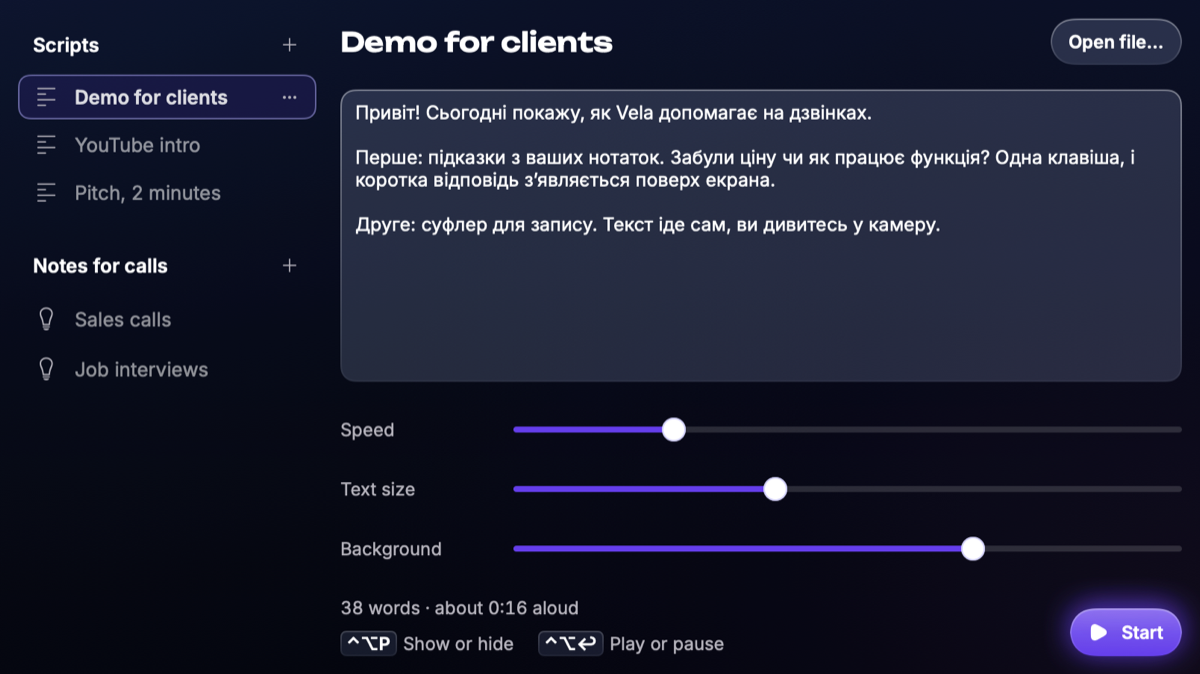 Scripts
Demo for clients
YouTube intro
Pitch, 2 minutes
Notes for calls
Sales calls
Job interviews
Demo for clients
Open file...
Привіт! Сьогодні покажу, як Vela допомагає на дзвінках.
Перше: підказки з ваших нотаток. Забули ціну чи як працює функція? Одна клавіша, і
коротка відповідь з’являється поверх екрана.
Друге: суфлер для запису. Текст іде сам, ви дивитесь у камеру.
Speed
Text size
Background
38 words · about 0:16 aloud
⌃⌥P Show or hide ⌃⌥↩ Play or pause
Start